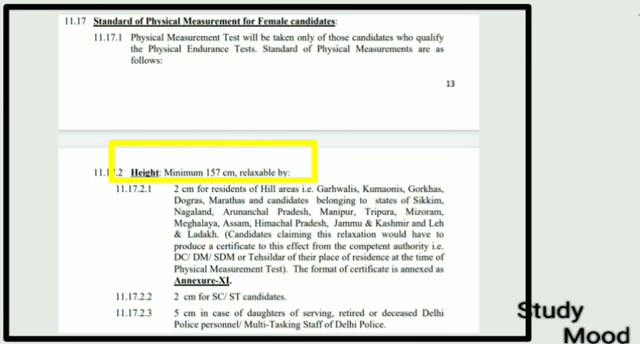 11.17 Standard of Physical Measurement for Female candidates:
11.17.1 Physical Measurement Test will be taken only of those candidates who qualify
the Physical Endurance Tests. Standard of Physical Measurements are as
follows:
13
11.17.2 Height: Minimum 157 cm, relaxable by:
11.17.2.1 2 cm for residents of Hill areas i.e. Garhwalis, Kumaonis, Gorkhas,
Dogras, Marathas and candidates belonging to states of Sikkim,
Nagaland, Arunanchal Pradesh, Manipur, Tripura, Mizoram,
Meghalaya, Assam, Himachal Pradesh, Jammu & Kashmir and Leh
& Ladakh. (Candidates claiming this relaxation would have to
produce a certificate to this effect from the competent authority i.e.
DC/ DM/ SDM or Tehsildar of their place of residence at the time of
Physical Measurement Test). The format of certificate is annexed as
Annexure-XI.
11.17.2.2 2 cm for SC/ ST candidates.
11.17.2.3 5 cm in case of daughters of serving, retired or deceased Delhi
Police personnel/ Multi-Tasking Staff of Delhi Police.
Study
Mood